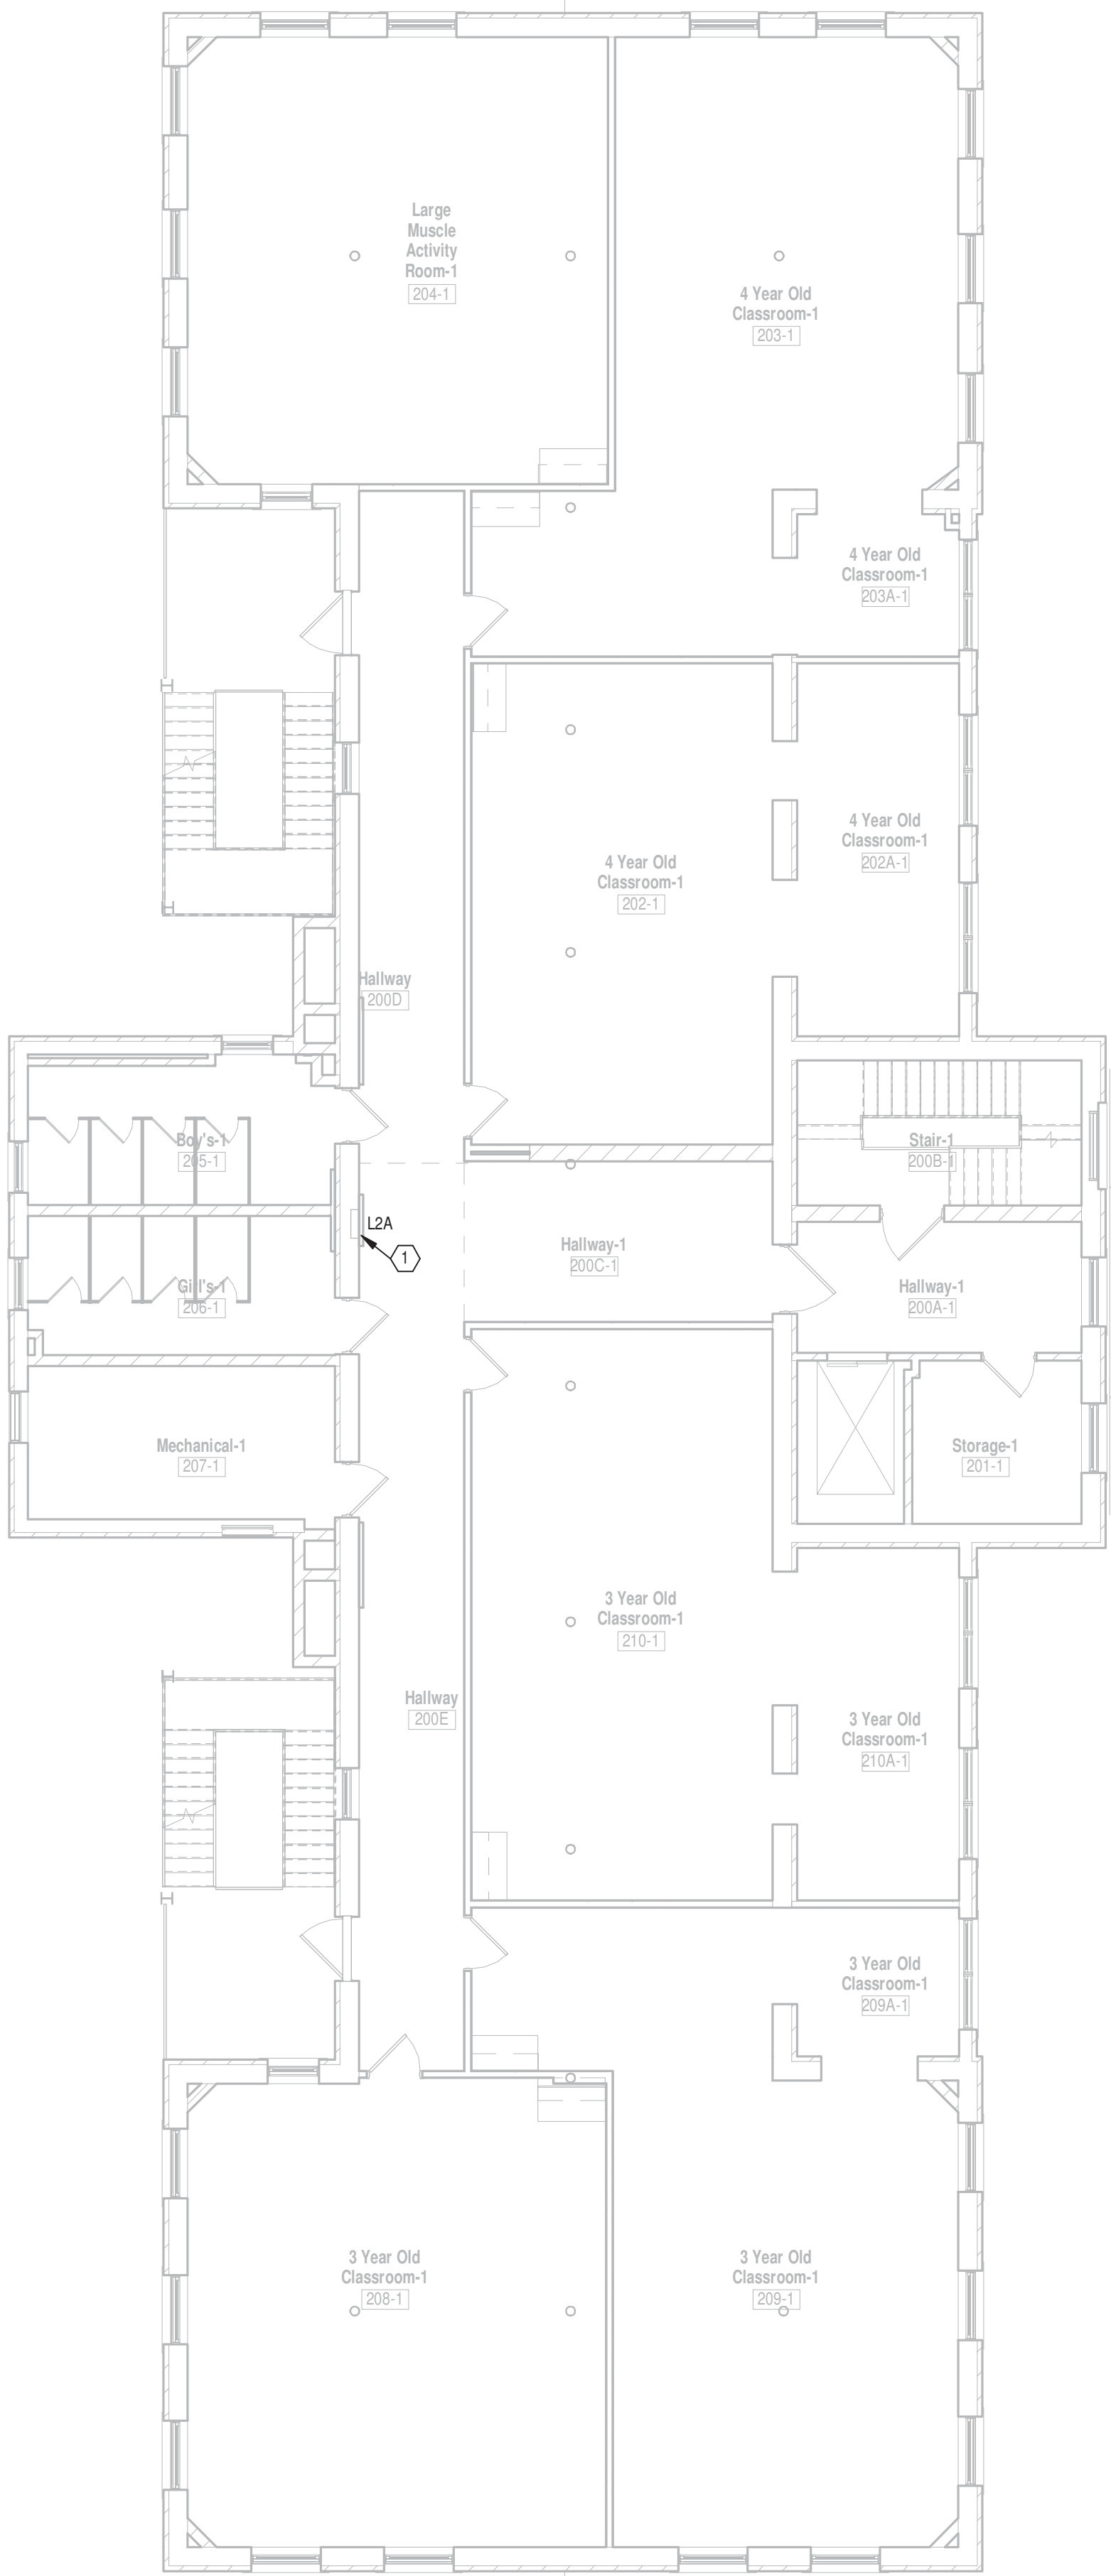 Large
Muscle
Activity
Room-1
204-1
4 Year Old
Classroom-1
203-1
4 Year Old
Classroom-1
203A-1
4 Year Old
Classroom-1
202A-1
4 Year Old
Classroom-1
202-1
Hallway
200D
Boy's-1
205-1
Stair-1
200B-1
L2A
1
Hallway-1
200C-1
Girl's-1
206-1
Hallway-1
200A-1
Mechanical-1
207-1
Storage-1
201-1
3 Year Old
Classroom-1
210-1
Hallway
200E
3 Year Old
Classroom-1
210A-1
3 Year Old
Classroom-1
209A-1
3 Year Old
Classroom-1
208-1
3 Year Old
Classroom-1
209-1